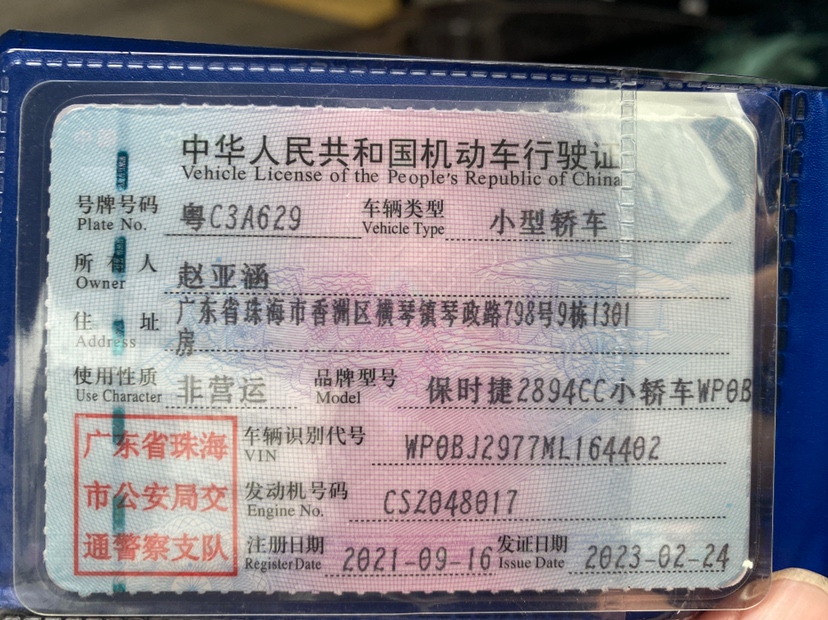 中华人民共和国机动车行驶证
Vehicle License of the People's Republic of China
号牌号码 粤C3A629 车辆类型 小型轿车
Plate No. Vehicle Type
所有人 赵亚涵
Owner
住址 广东省珠海市香洲区横琴镇琴政路798号9栋1301
Address 房
使用性质 非营运 品牌型号 保时捷2894CC小轿车WP0B
Use Character Model
广东省珠海 车辆识别代号 WP0BJ2977ML164402
VIN
市公安局交 发动机号码 CSZ048017
Engine No.
通警察支队 注册日期 2021-09-16 发证日期 2023-02-24
Register Date Issue Date